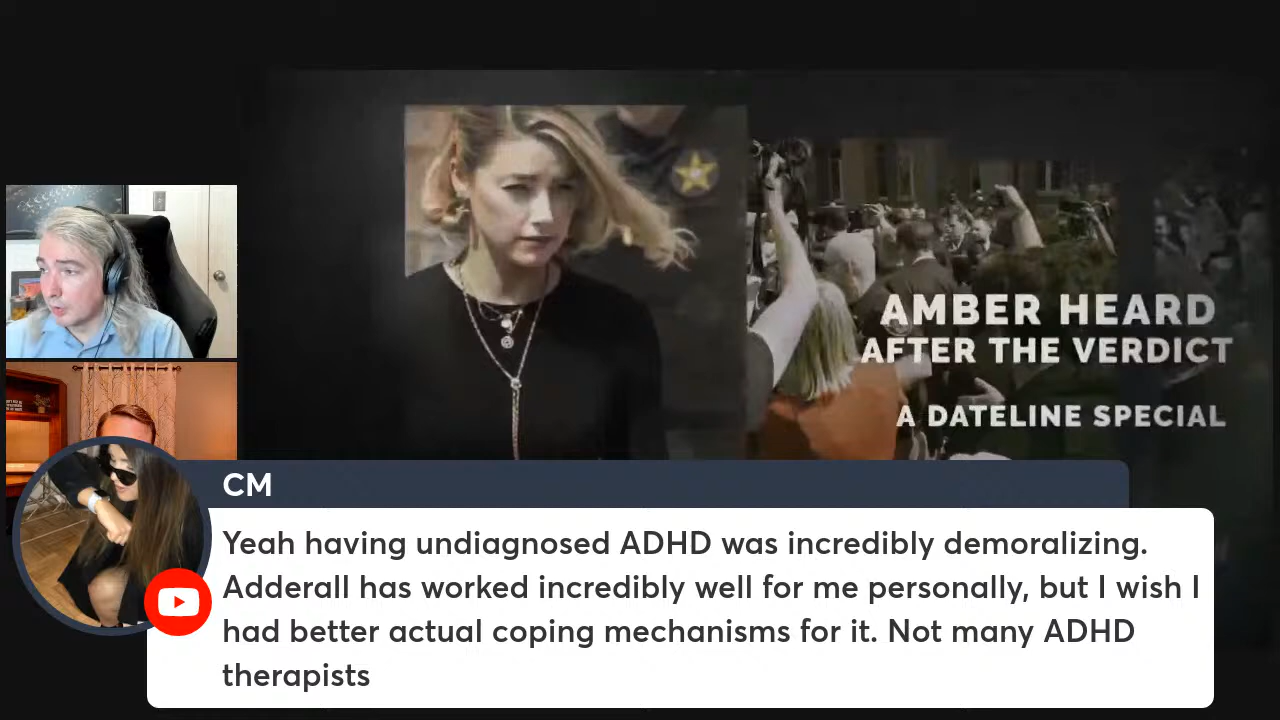 AMBER HEARD
AFTER THE VERDICT
A DATELINE SPECIAL
CM
Yeah having undiagnosed ADHD was incredibly demoralizing.
Adderall has worked incredibly well for me personally, but I wish I
had better actual coping mechanisms for it. Not many ADHD
therapists